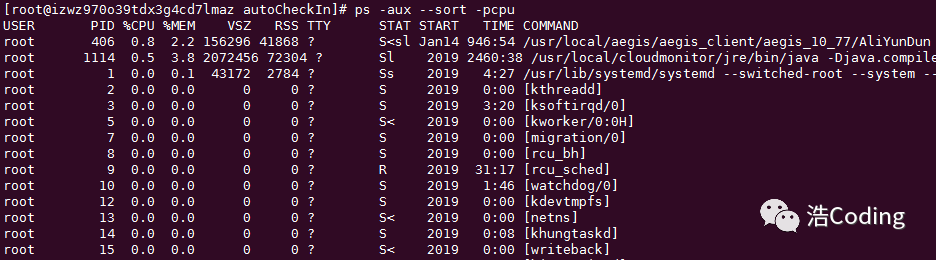 [root@izwz970o39tdx3g4cd7lmaz autoCheckIn]# ps -aux --sort -pcpu
USER       PID %CPU %MEM    VSZ   RSS TTY      STAT START   TIME COMMAND
root       406  0.8  2.2 156296 41868 ?        S<sl Jan14 946:54 /usr/local/aegis/aegis_client/aegis_10_77/AliYunDun
root      1114  0.5  3.8 2072456 72304 ?       Sl    2019 2460:38 /usr/local/cloudmonitor/jre/bin/java -Djava.compile
root         1  0.0  0.1  43172  2784 ?        Ss    2019   4:27 /usr/lib/systemd/systemd --switched-root --system --
root         2  0.0  0.0      0     0 ?        S     2019   0:00 [kthreadd]
root         3  0.0  0.0      0     0 ?        S     2019   3:20 [ksoftirqd/0]
root         5  0.0  0.0      0     0 ?        S<    2019   0:00 [kworker/0:0H]
root         7  0.0  0.0      0     0 ?        S     2019   0:00 [migration/0]
root         8  0.0  0.0      0     0 ?        S     2019   0:00 [rcu_bh]
root         9  0.0  0.0      0     0 ?        R     2019  31:17 [rcu_sched]
root        10  0.0  0.0      0     0 ?        S     2019   1:46 [watchdog/0]
root        12  0.0  0.0      0     0 ?        S     2019   0:00 [kdevtmpfs]
root        13  0.0  0.0      0     0 ?        S<    2019   0:00 [netns]
root        14  0.0  0.0      0     0 ?        S     2019   0:08 [khungtaskd]
root        15  0.0  0.0      0     0 ?        S<    2019   0:00 [writeback]
浩Coding